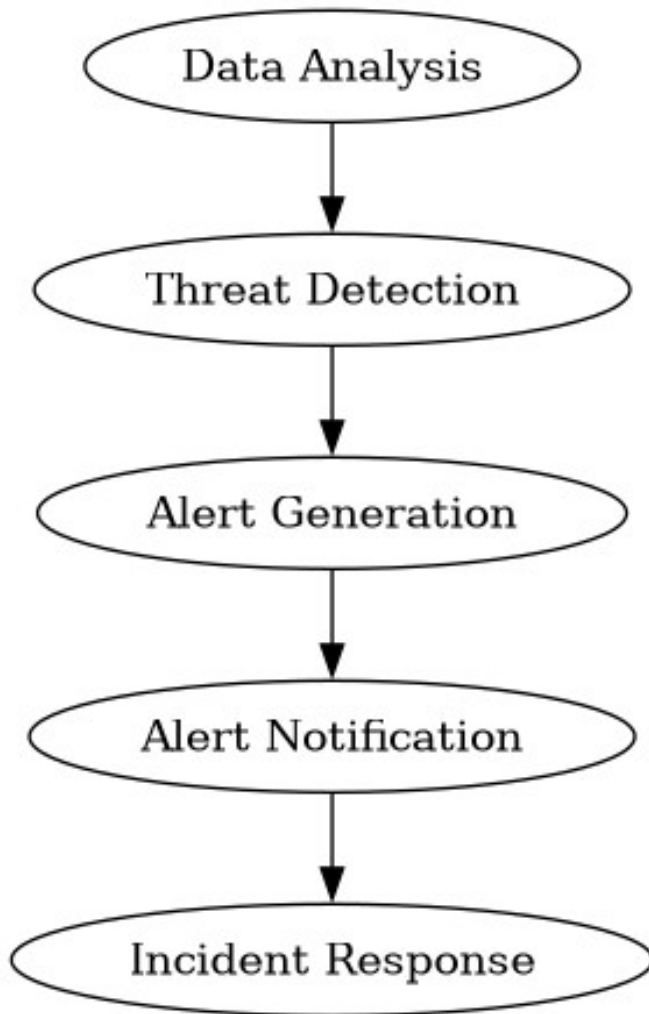 Data Analysis
Threat Detection
Alert Generation
Alert Notification
Incident Response